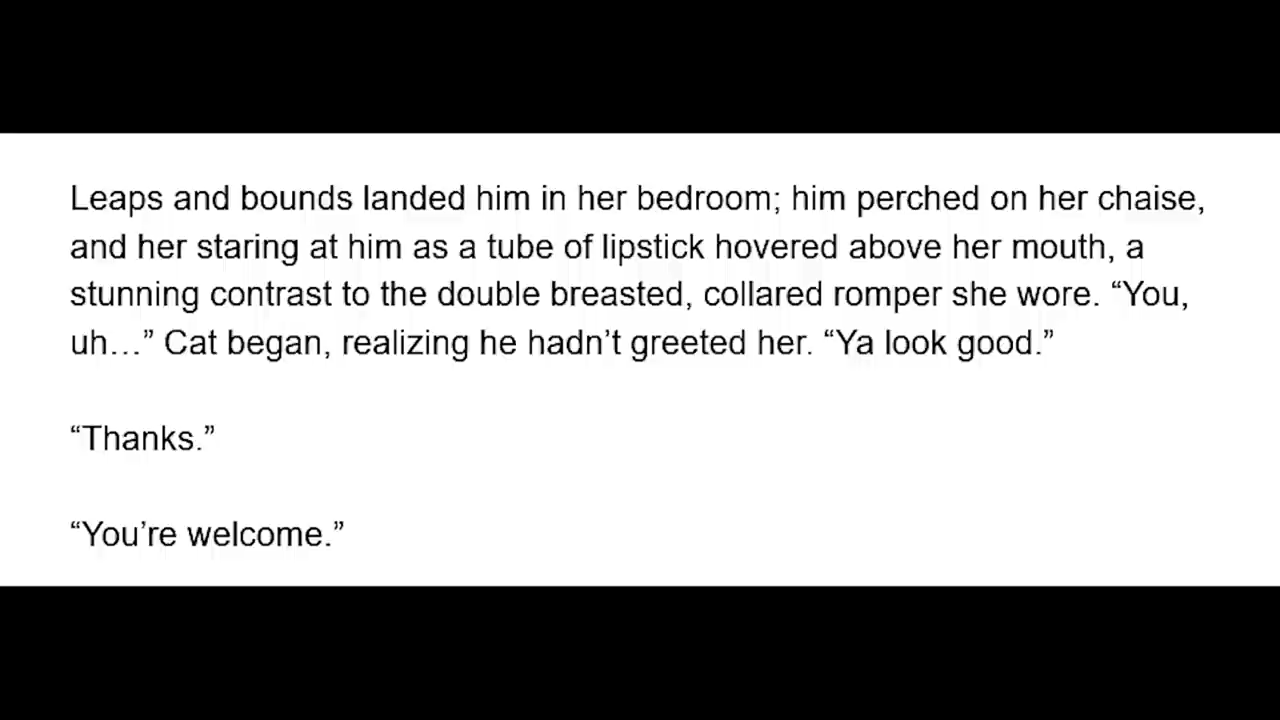 Leaps and bounds landed him in her bedroom; him perched on her chaise,
and her staring at him as a tube of lipstick hovered above her mouth, a
stunning contrast to the double breasted, collared romper she wore. “You,
uh…” Cat began, realizing he hadn’t greeted her. “Ya look good.”
“Thanks.”
“You’re welcome.”